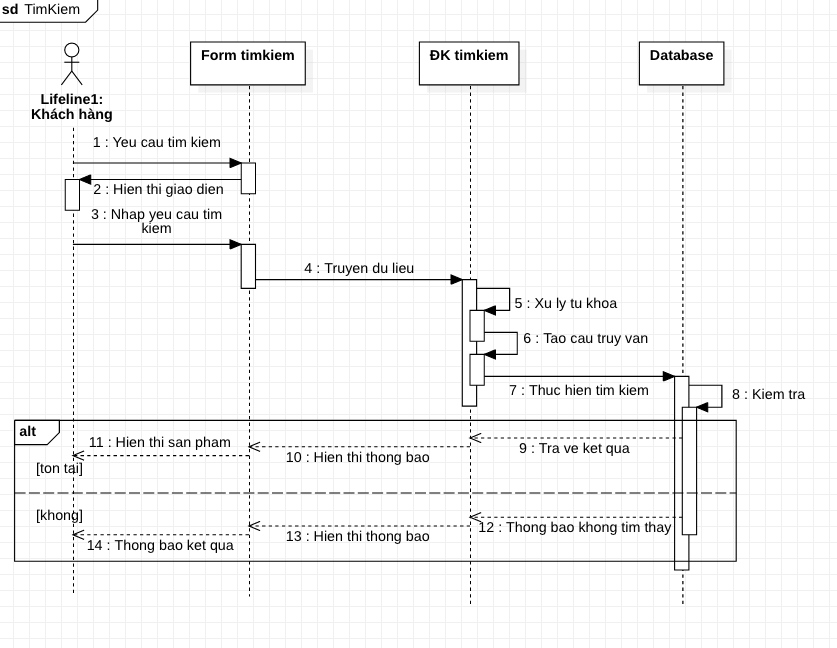 sd TimKiem
Form timkiem
ĐK timkiem
Database
Lifeline1:
Khách hàng
1 : Yeu cau tim kiem
2 : Hien thi giao dien
3 : Nhap yeu cau tim
kiem
4 : Truyen du lieu
5 : Xu ly tu khoa
6 : Tao cau truy van
7 : Thuc hien tim kiem
8 : Kiem tra
alt
11 : Hien thi san pham
10 : Hien thi thong bao
9 : Tra ve ket qua
[ton tai]
[khong]
12 : Thong bao khong tim thay
13 : Hien thi thong bao
14 : Thong bao ket qua